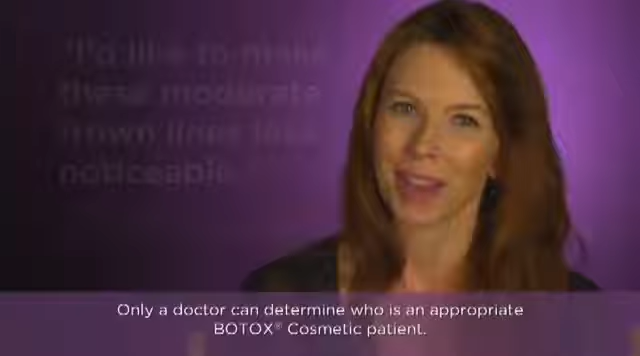 "I'd like to make
these moderate
frown lines less
noticeable.
Only a doctor can determine who is an appropriate
BOTOX® Cosmetic patient.